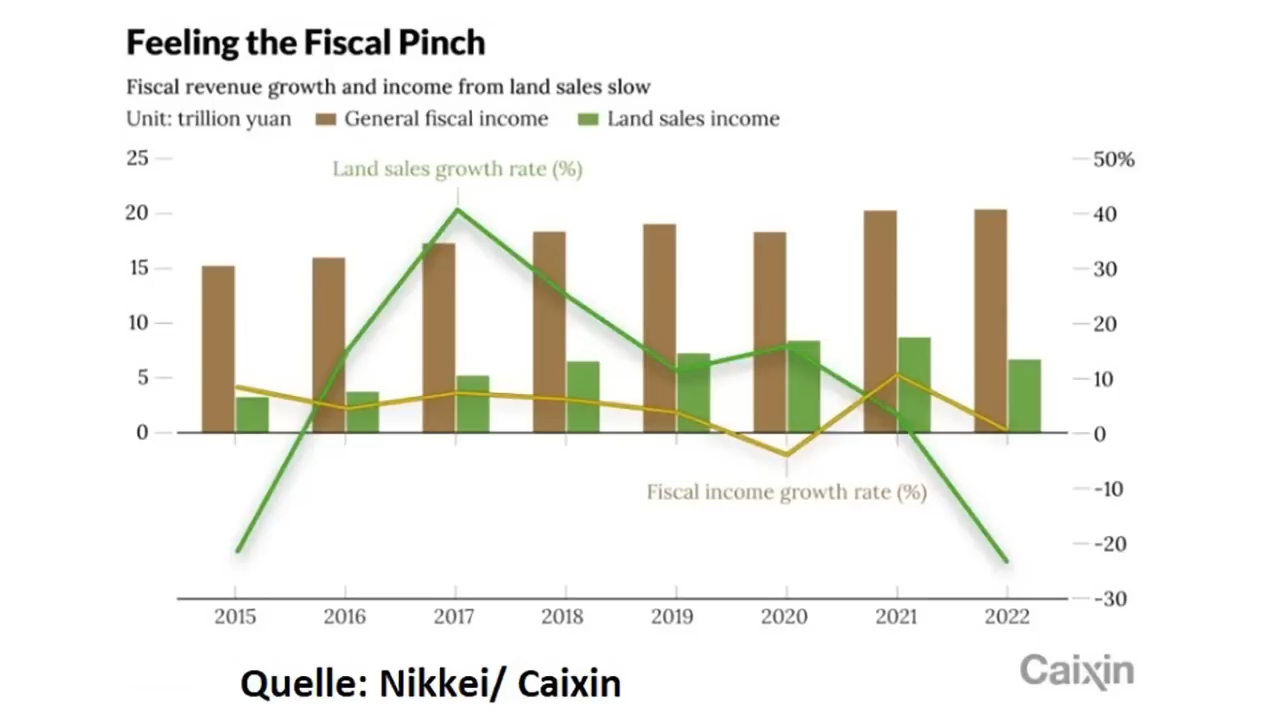 Feeling the Fiscal Pinch
Fiscal revenue growth and income from land sales slow
Unit: trillion yuan General fiscal income Land sales income
25 50%
Land sales growth rate (%)
20 40
15 30
10 20
5 10
0 0
Fiscal income growth rate (%)
-10
-20
-30
2015 2016 2017 2018 2019 2020 2021 2022
Quelle: Nikkei/ Caixin
Caixin